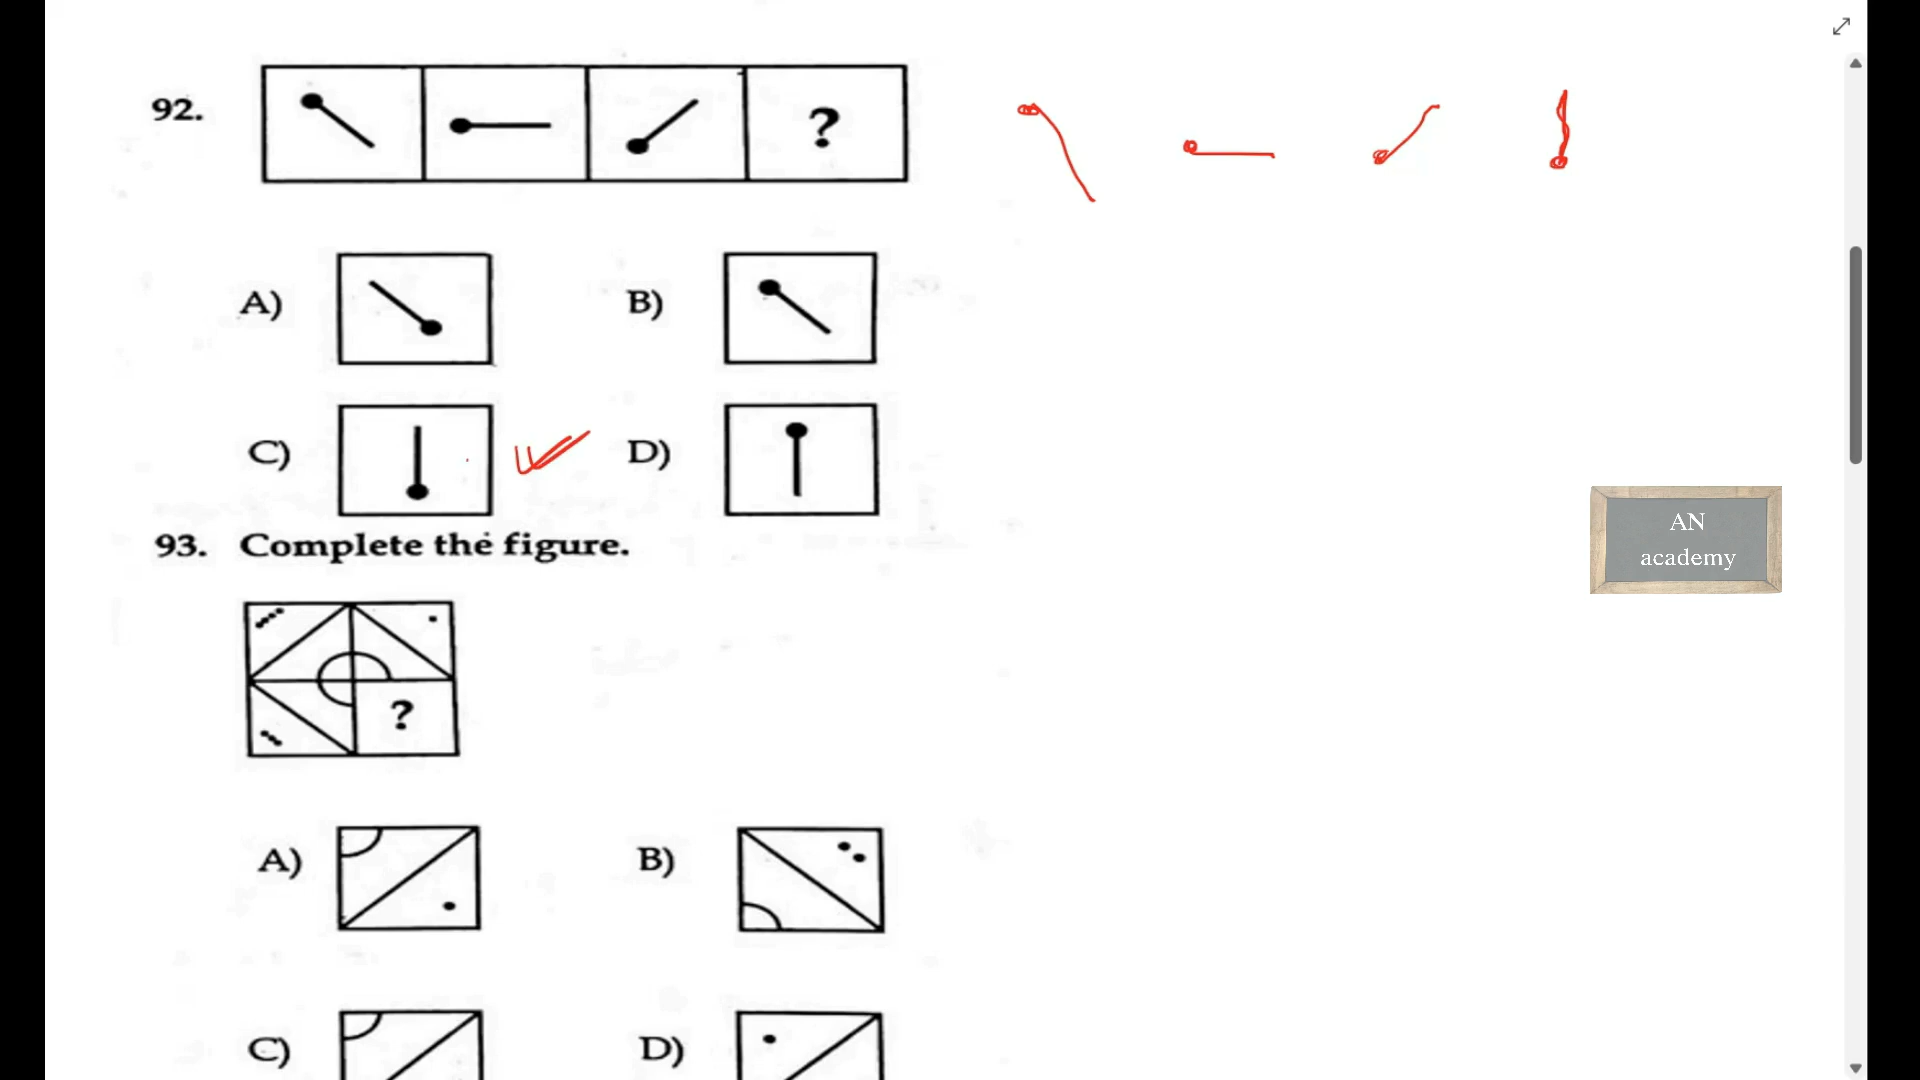 92.
?
A)
B)
C)
D)
93. Complete the figure.
?
A)
B)
C)
D)
AN
academy